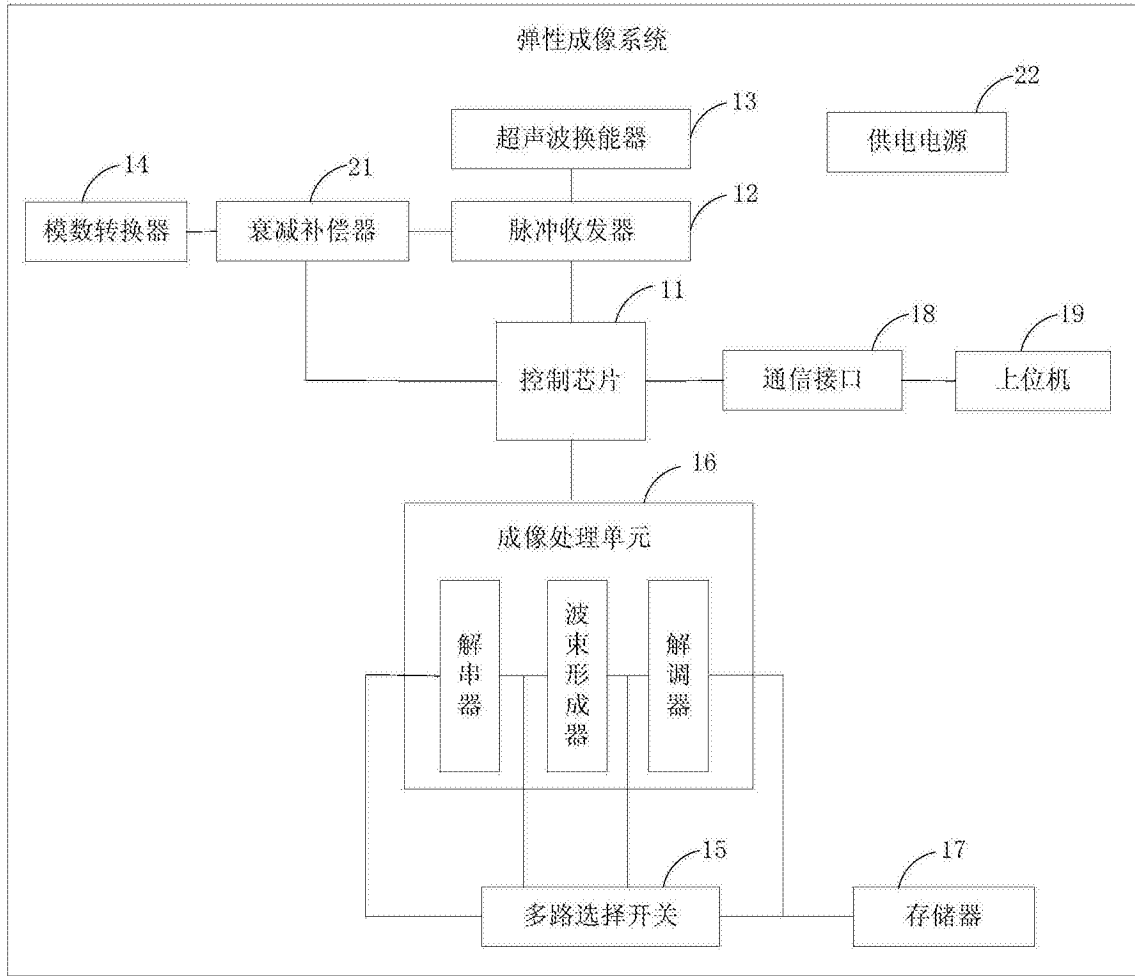 弹性成像系统
22
供电电源
13
超声波换能器
14
模数转换器
21
衰减补偿器
12
脉冲收发器
11
控制芯片
18
通信接口
19
上位机
16
成像处理单元
解串器
波束形成器
解调器
15
多路选择开关
17
存储器